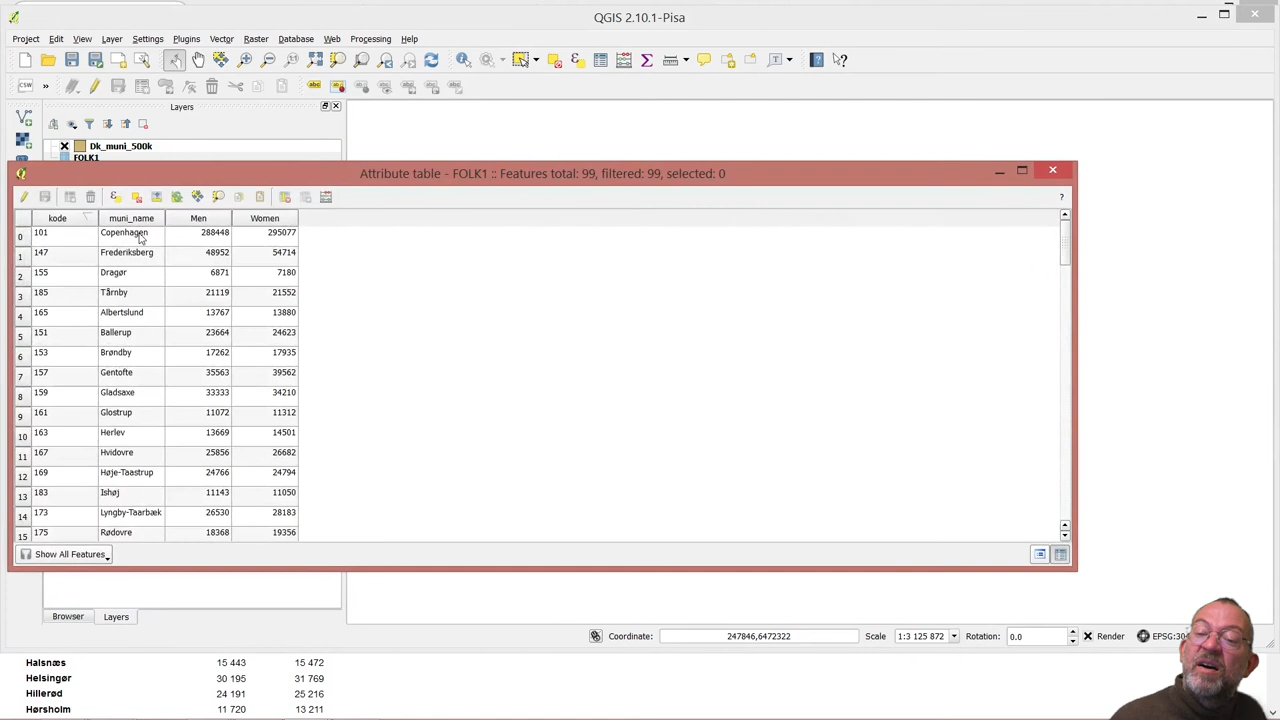 QGIS 2.10.1-Pisa
Project Edit View Layer Settings Plugins Vector Raster Database Web Processing Help
CSW » abc abc
Layers
Dk_muni_500k
FOLK1
Attribute table - FOLK1 :: Features total: 99, filtered: 99, selected: 0
?
kode muni_name Men Women
0 101 Copenhagen 288448 295077
1 147 Frederiksberg 48952 54714
2 155 Dragør 6871 7180
3 185 Tårnby 21119 21552
4 165 Albertslund 13767 13880
5 151 Ballerup 23664 24623
6 153 Brøndby 17262 17935
7 157 Gentofte 35563 39562
8 159 Gladsaxe 33333 34210
9 161 Glostrup 11072 11312
10 163 Herlev 13669 14501
11 167 Hvidovre 25856 26682
12 169 Høje-Taastrup 24766 24794
13 183 Ishøj 11143 11050
14 173 Lyngby-Taarbæk 26530 28183
15 175 Rødovre 18368 19356
Show All Features
Browser Layers
Coordinate: 247846,6472322 Scale 1:3 125 872 Rotation: 0.0 Render
Halsnæs 15 443 15 472
Helsingør 30 195 31 769
Hillerød 24 191 25 216
Hørsholm 11 720 13 211